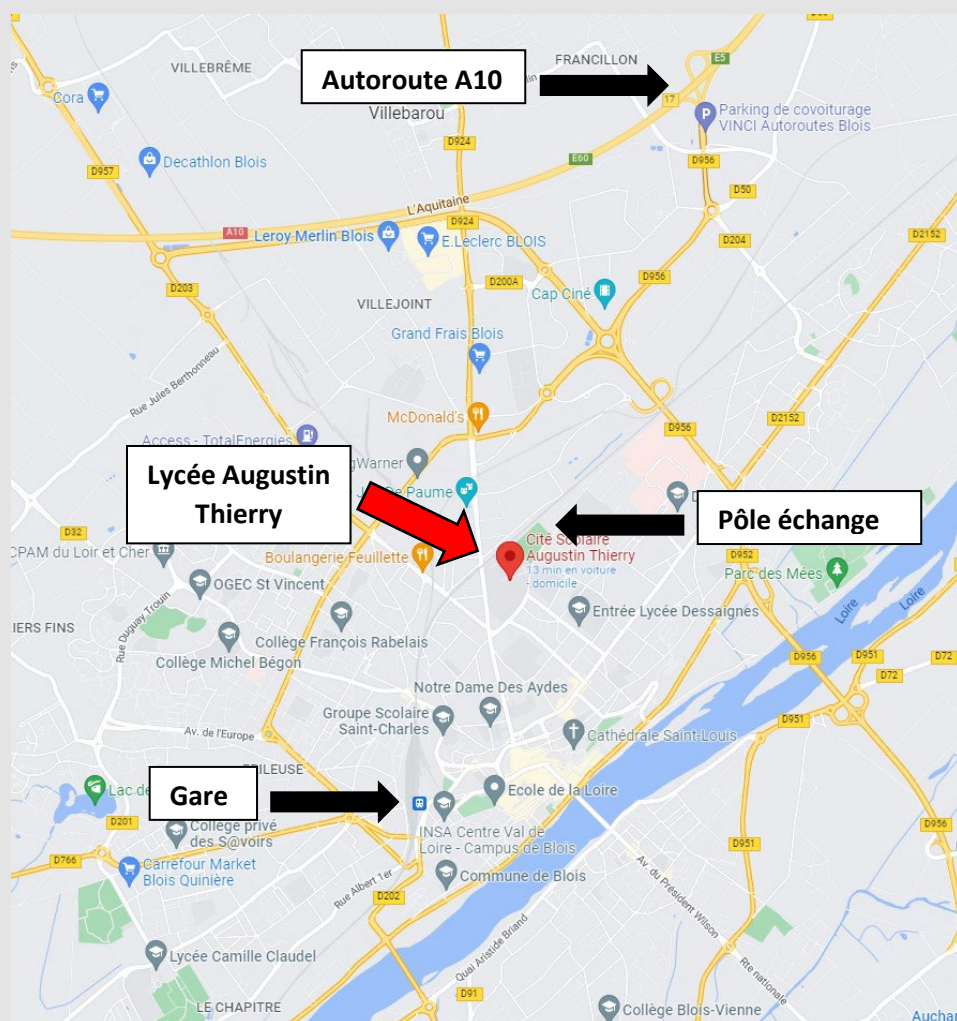 VILLEBRÊME
FRANCILLON
Autoroute A10
E5
17
Cora
Villebarou
Parking de covoiturage
VINCI Autoroutes Blois
D924
Decathlon Blois
E60
D956
D957
D50
L'Aquitaine
D924
A10
Leroy Merlin Blois
E.Leclerc BLOIS
D204
D2152
D203
D200A
D956
VILLEJOINT
Cap Ciné
Grand Frais Blois
Rue Jules Berthonneau
McDonald's
D2152
D956
Access - TotalEnergies
gWarner
Lycée Augustin
Thierry
De Paume
D
Pôle échange
D32
CPAM du Loir et Cher
Boulangerie Feuillette
Cité Scolaire
Augustin Thierry
13 min en voiture
- domicile
D952
Parc des Mées
OGEC St Vincent
Loire
Loire
Entrée Lycée Dessaignes
IERS FINS
Rue Duguay Trouin
Collège François Rabelais
Collège Michel Bégon
D956
D951
D72
D72
Notre Dame Des Aydes
Groupe Scolaire
Saint-Charles
D951
Cathédrale Saint-Louis
Av. de l'Europe
Gare
Lac de
Ecole de la Loire
D201
Collège privé
des S@voirs
INSA Centre Val de
Loire - Campus de Blois
D956
D951
D766
Carrefour Market
Blois Quinière
Commune de Blois
Av. du Président Wilson
Rue Albert 1er
D202
Quai Aristide Briand
Lycée Camille Claudel
Rte nationale
D91
LE CHAPITRE
Collège Blois-Vienne
Auchan